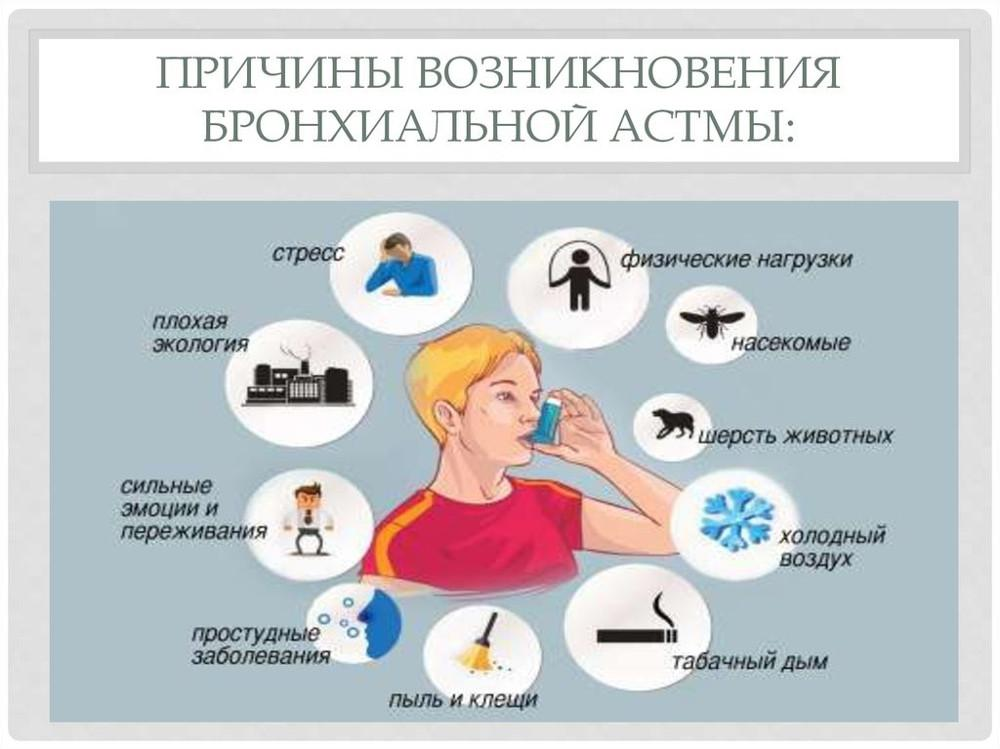 ПРИЧИНЫ ВОЗНИКНОВЕНИЯ
БРОНХИАЛЬНОЙ АСТМЫ:
стресс
физические нагрузки
плохая
экология
насекомые
шерсть животных
сильные
эмоции и
переживания
холодный
воздух
простудные
заболевания
табачный дым
пыль и клещи